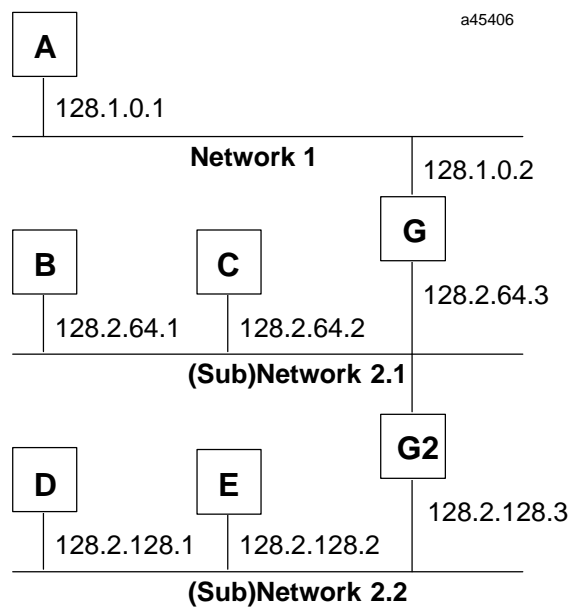 a45406
A
128.1.0.1
Network 1
128.1.0.2
G
B
C
128.2.64.3
128.2.64.1
128.2.64.2
(Sub)Network 2.1
G2
D
E
128.2.128.3
128.2.128.1
128.2.128.2
(Sub)Network 2.2